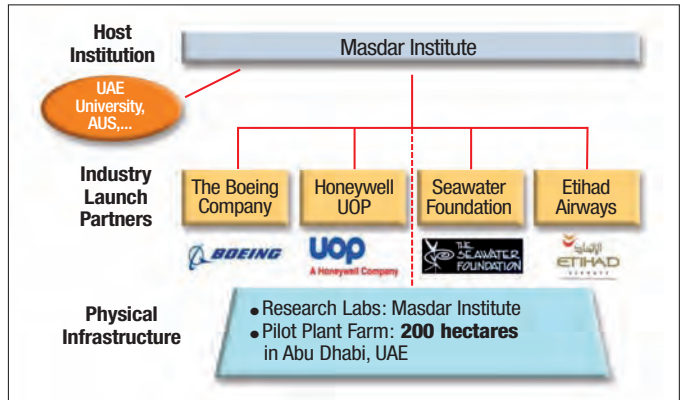 Host
Institution
Masdar Institute
UAE
University,
AUS,...
Industry
Launch
Partners
The Boeing
Company
Honeywell
UOP
Seawater
Foundation
Etihad
Airways
BOEING
uop
A Honeywell Company
THE
SEAWATER
FOUNDATION
الإتحاد
ETIHAD
AIRWAYS
Physical
Infrastructure
• Research Labs: Masdar Institute
• Pilot Plant Farm: 200 hectares
in Abu Dhabi, UAE